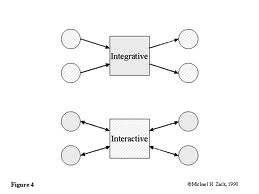 Integrative
Interactive
Figure 4
©Michael H. Zack, 1998